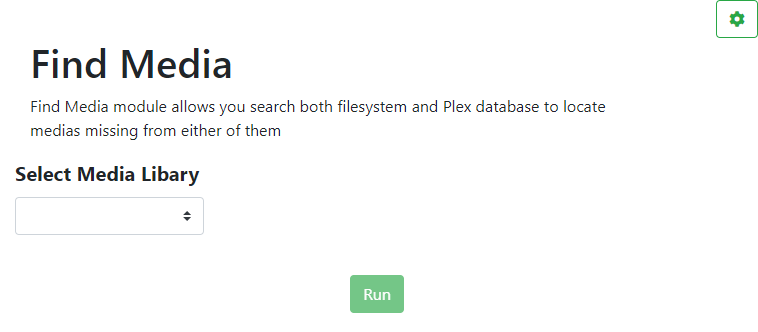 Find Media
Find Media module allows you search both filesystem and Plex database to locate
medias missing from either of them
Select Media Libary
Run